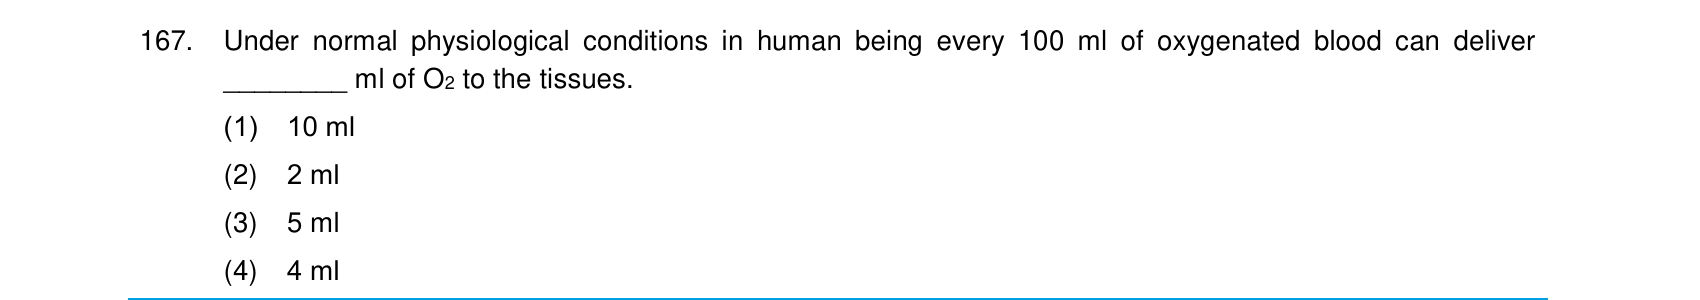 167. Under normal physiological conditions in human being every 100 ml of oxygenated blood can deliver
________ ml of O2 to the tissues.
(1) 10 ml
(2) 2 ml
(3) 5 ml
(4) 4 ml